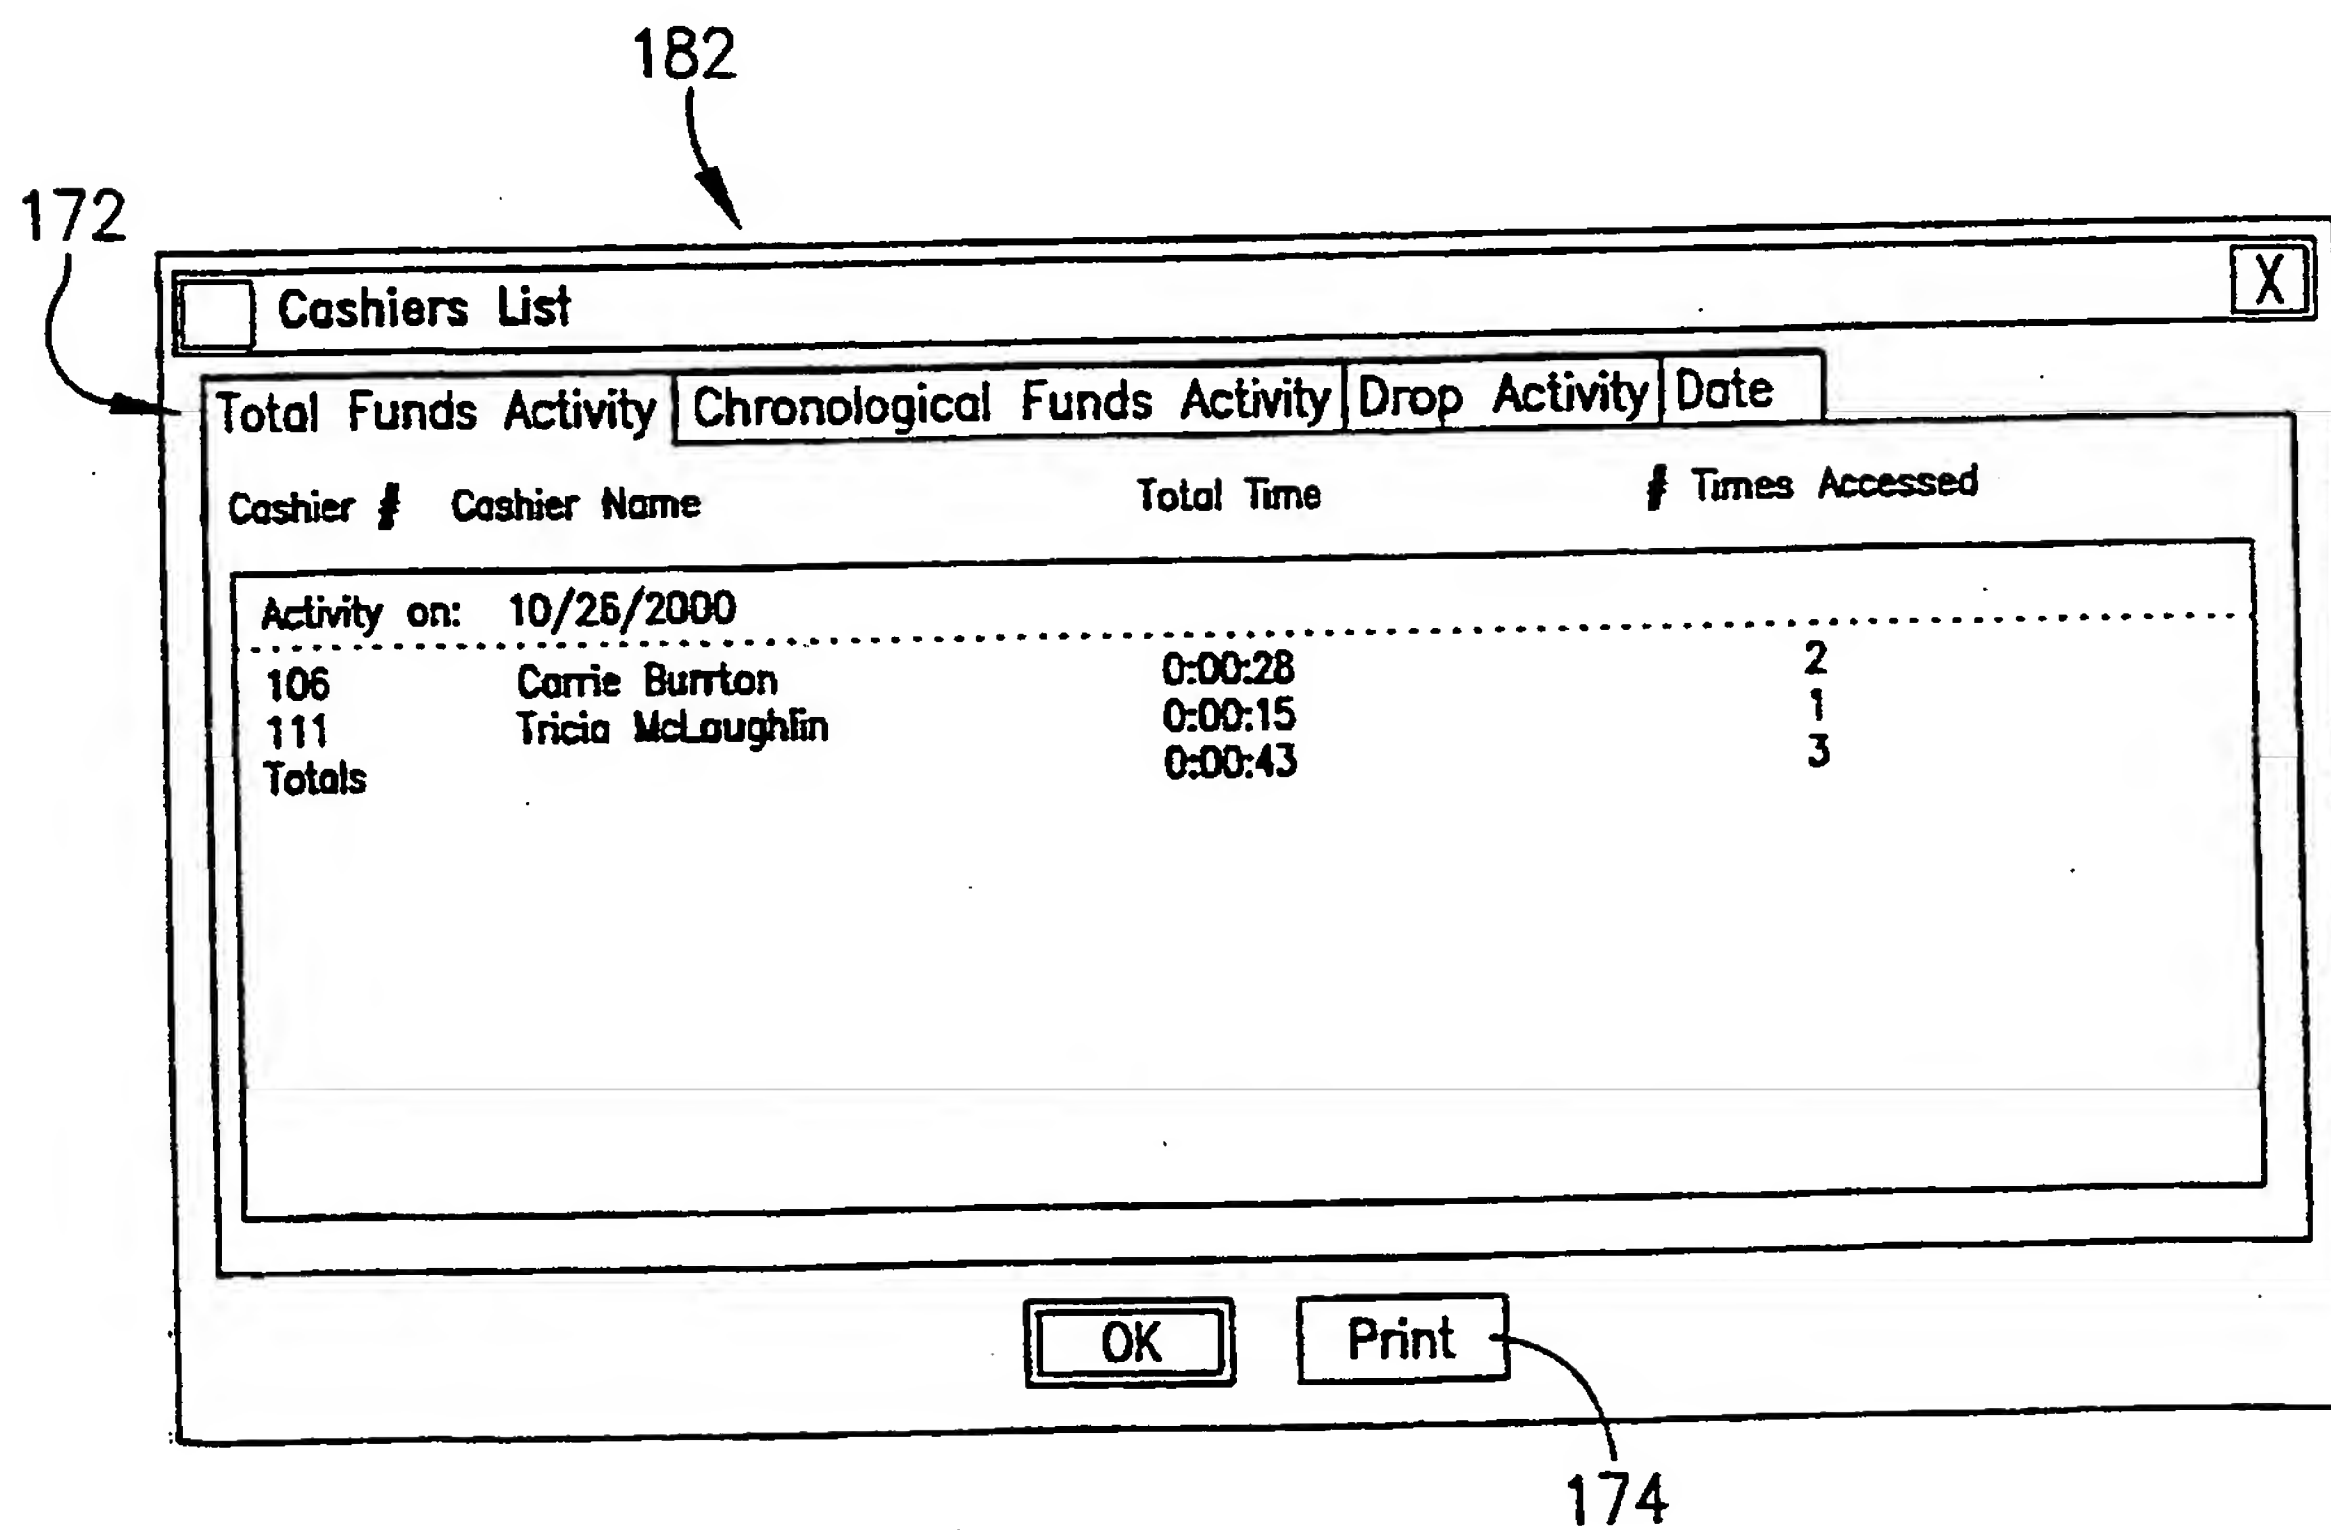 182
172
Cashiers List X
Total Funds Activity Chronological Funds Activity Drop Activity Date
Cashier # Cashier Name Total Time # Times Accessed
Activity on: 10/26/2000
106 Carrie Burrton 0:00:28 2
111 Tricia McLaughlin 0:00:15 1
Totals 0:00:43 3
OK Print
174